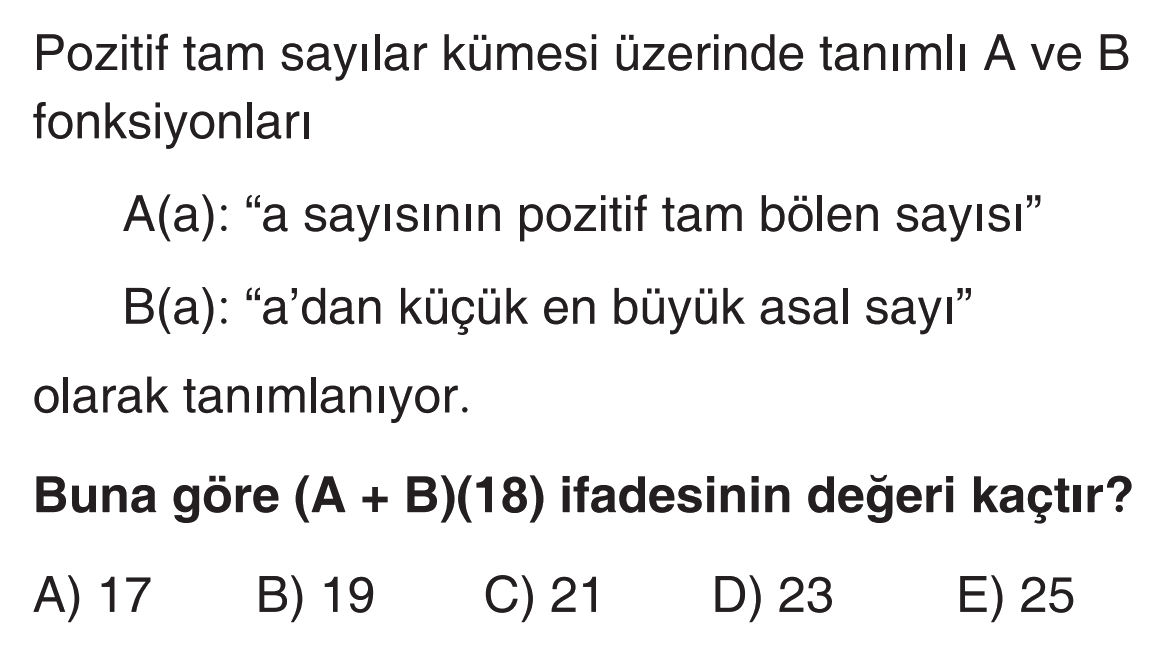 Pozitif tam sayılar kümesi üzerinde tanımlı A ve B
fonksiyonları
A(a): “a sayısının pozitif tam bölen sayısı”
B(a): “a’dan küçük en büyük asal sayı”
olarak tanımlanıyor.
Buna göre (A + B)(18) ifadesinin değeri kaçtır?
A) 17 B) 19 C) 21 D) 23 E) 25